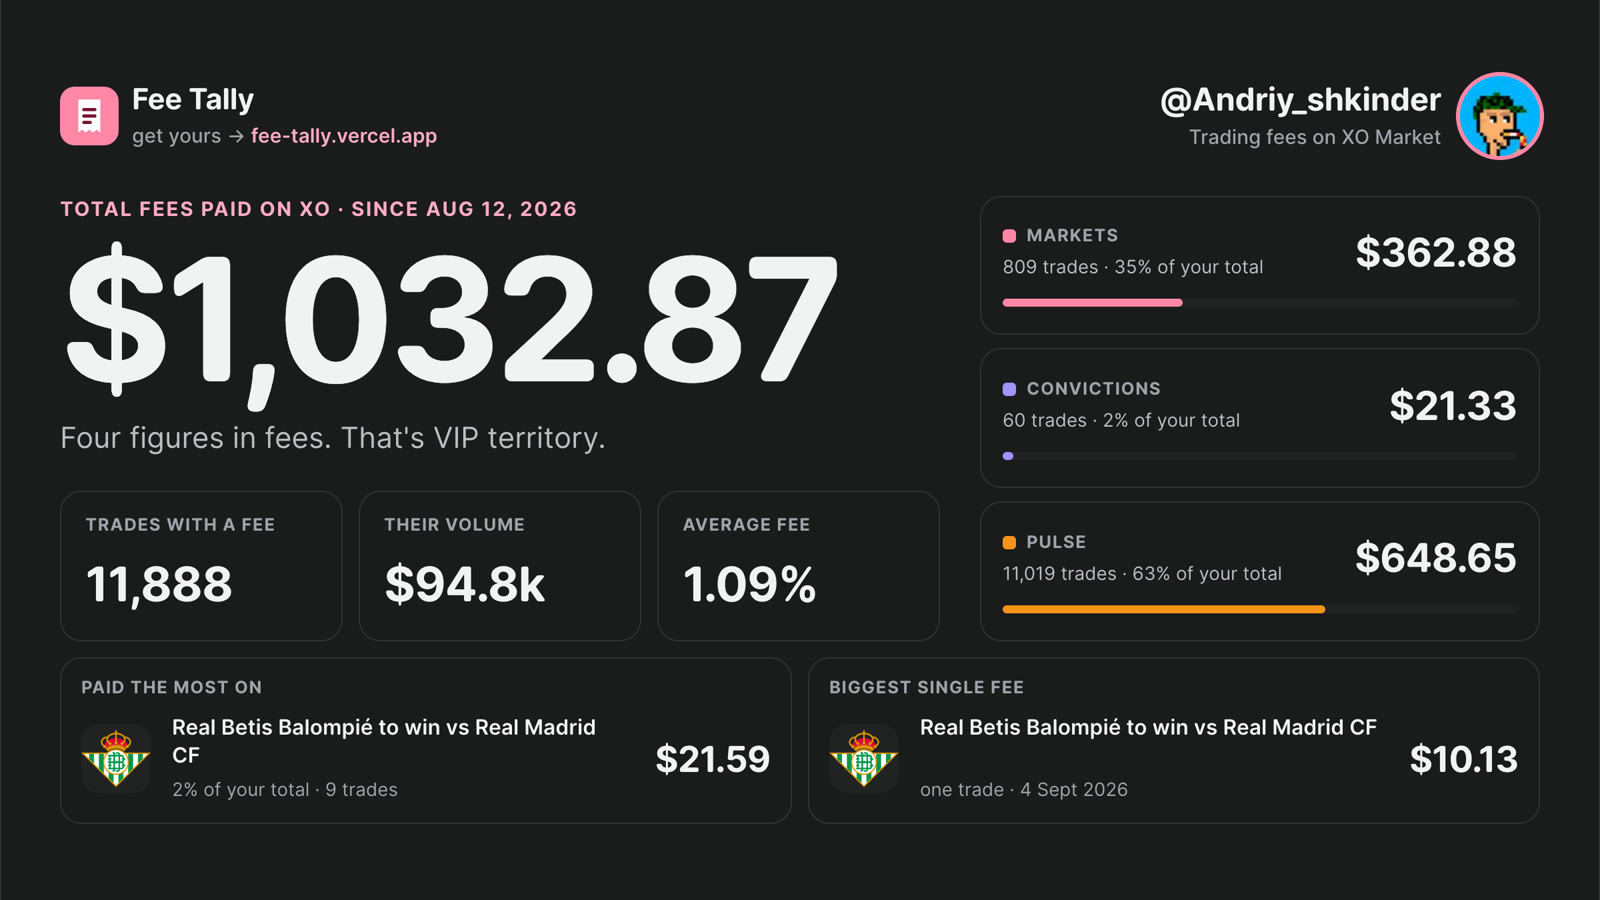 Fee Tally
get yours → fee-tally.vercel.app
@Andriy_shkinder
Trading fees on XO Market
TOTAL FEES PAID ON XO · SINCE AUG 12, 2026
$1,032.87
Four figures in fees. That's VIP territory.
MARKETS
809 trades · 35% of your total
$362.88
CONVICTIONS
60 trades · 2% of your total
$21.33
PULSE
11,019 trades · 63% of your total
$648.65
TRADES WITH A FEE
11,888
THEIR VOLUME
$94.8k
AVERAGE FEE
1.09%
PAID THE MOST ON
Real Betis Balompié to win vs Real Madrid
CF
2% of your total · 9 trades
$21.59
BIGGEST SINGLE FEE
Real Betis Balompié to win vs Real Madrid CF
one trade · 4 Sept 2026
$10.13